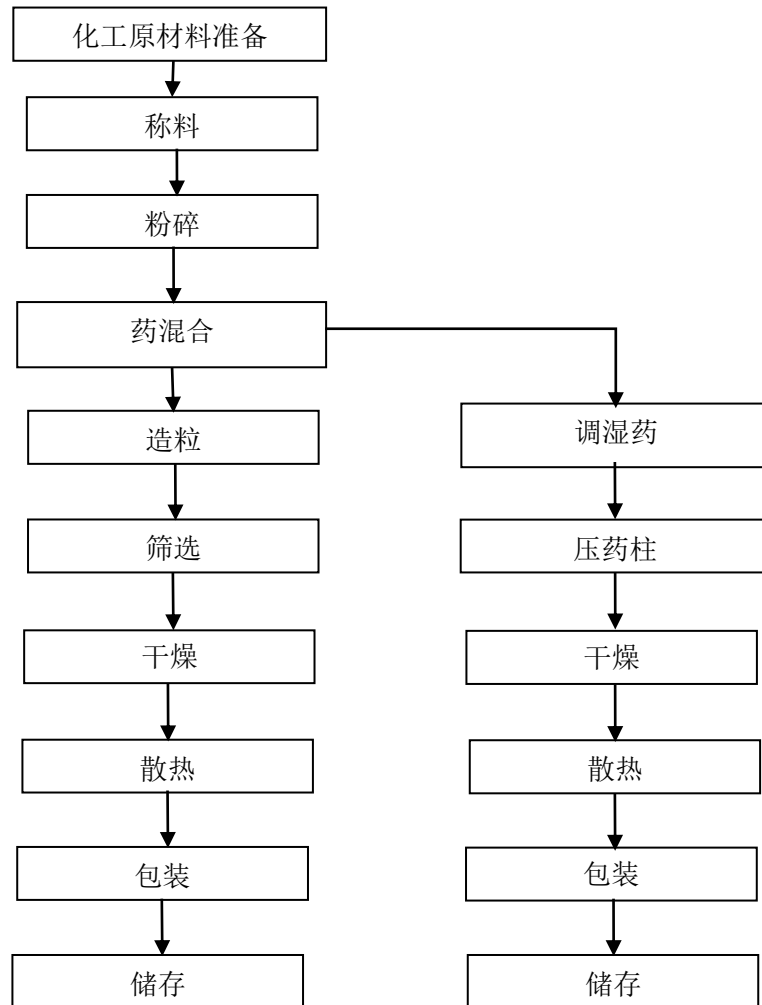 化工原材料准备
称料
粉碎
药混合
造粒
筛选
干燥
散热
包装
储存
调湿药
压药柱
干燥
散热
包装
储存